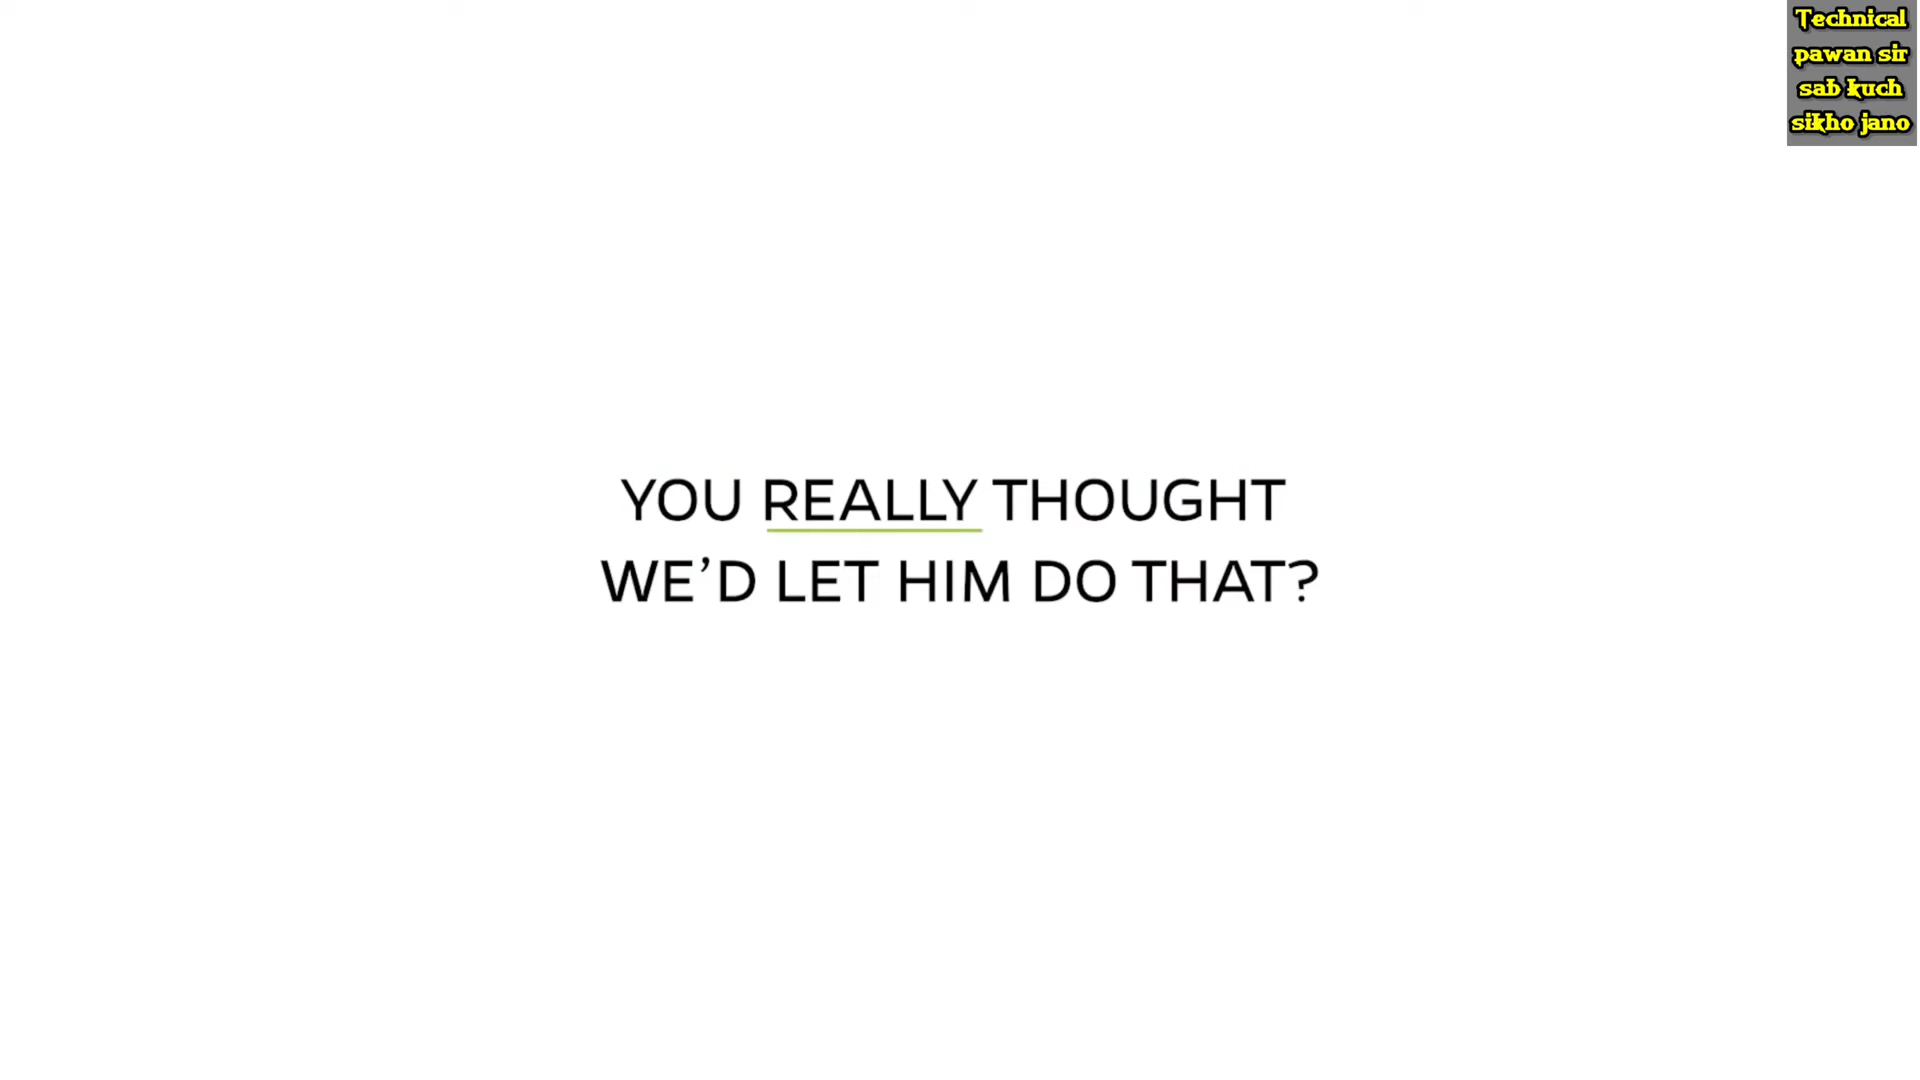 Technical
pawan sir
sab kuch
sikho jano
YOU REALLY THOUGHT
WE’D LET HIM DO THAT?